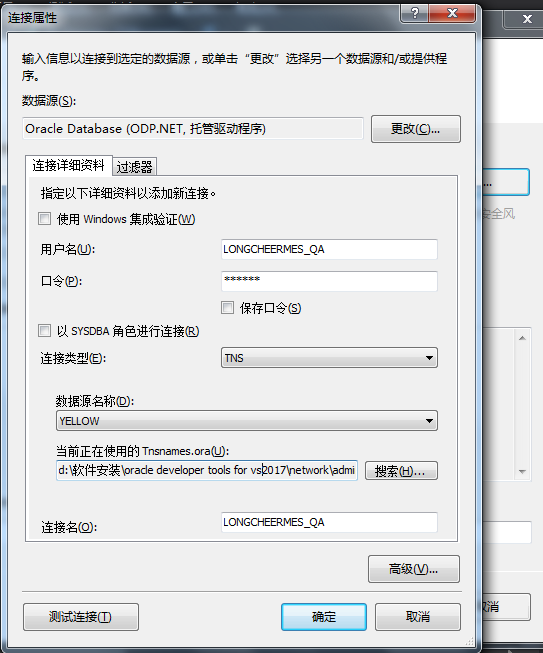 连接属性
输入信息以连接到选定的数据源，或单击“更改”选择另一个数据源和/或提供程
序。
数据源(S):
Oracle Database (ODP.NET, 托管驱动程序)
更改(C)...
连接详细资料
过滤器
指定以下详细资料以添加新连接。
使用 Windows 集成验证(W)
用户名(U):
LONGCHEERMES_QA
口令(P):
******
保存口令(S)
以 SYSDBA 角色进行连接(R)
连接类型(E):
TNS
数据源名称(D):
YELLOW
当前正在使用的 Tnsnames.ora(U):
d:\软件安装\oracle developer tools for vs2017\network\admi
搜索(H)...
连接名(O):
LONGCHEERMES_QA
高级(V)...
测试连接(T)
确定
取消
...
安全风
取消